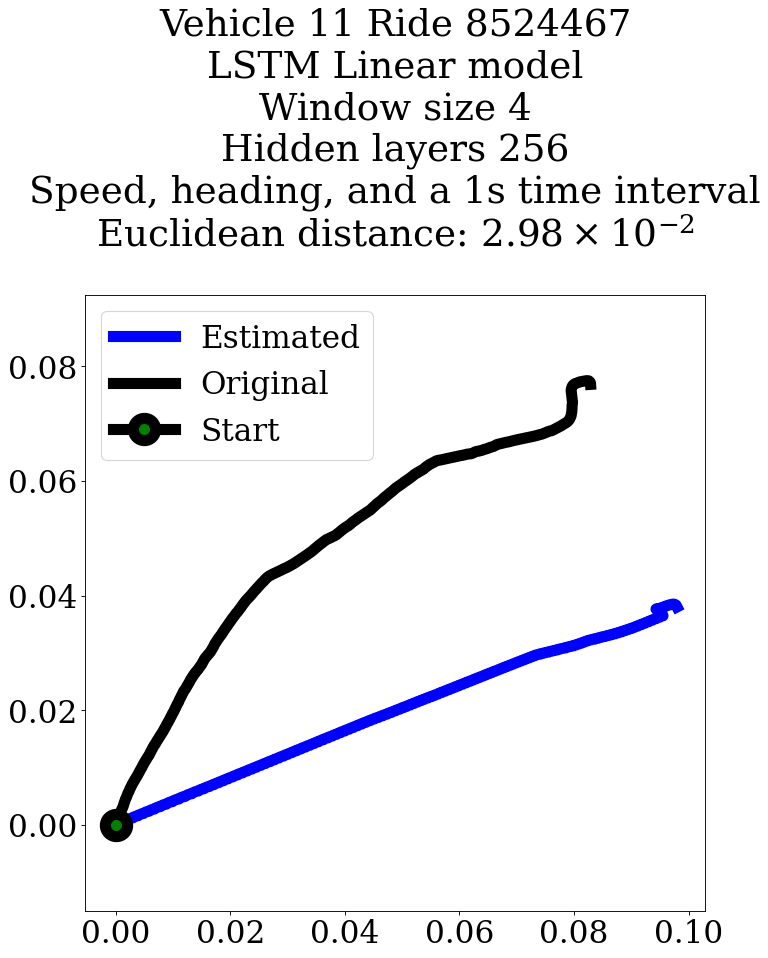 Vehicle 11 Ride 8524467
LSTM Linear model
Window size 4
Hidden layers 256
Speed, heading, and a 1s time interval
Euclidean distance: 2.98 × 10⁻²
Estimated
Original
Start
0.08
0.06
0.04
0.02
0.00
0.00 0.02 0.04 0.06 0.08 0.10